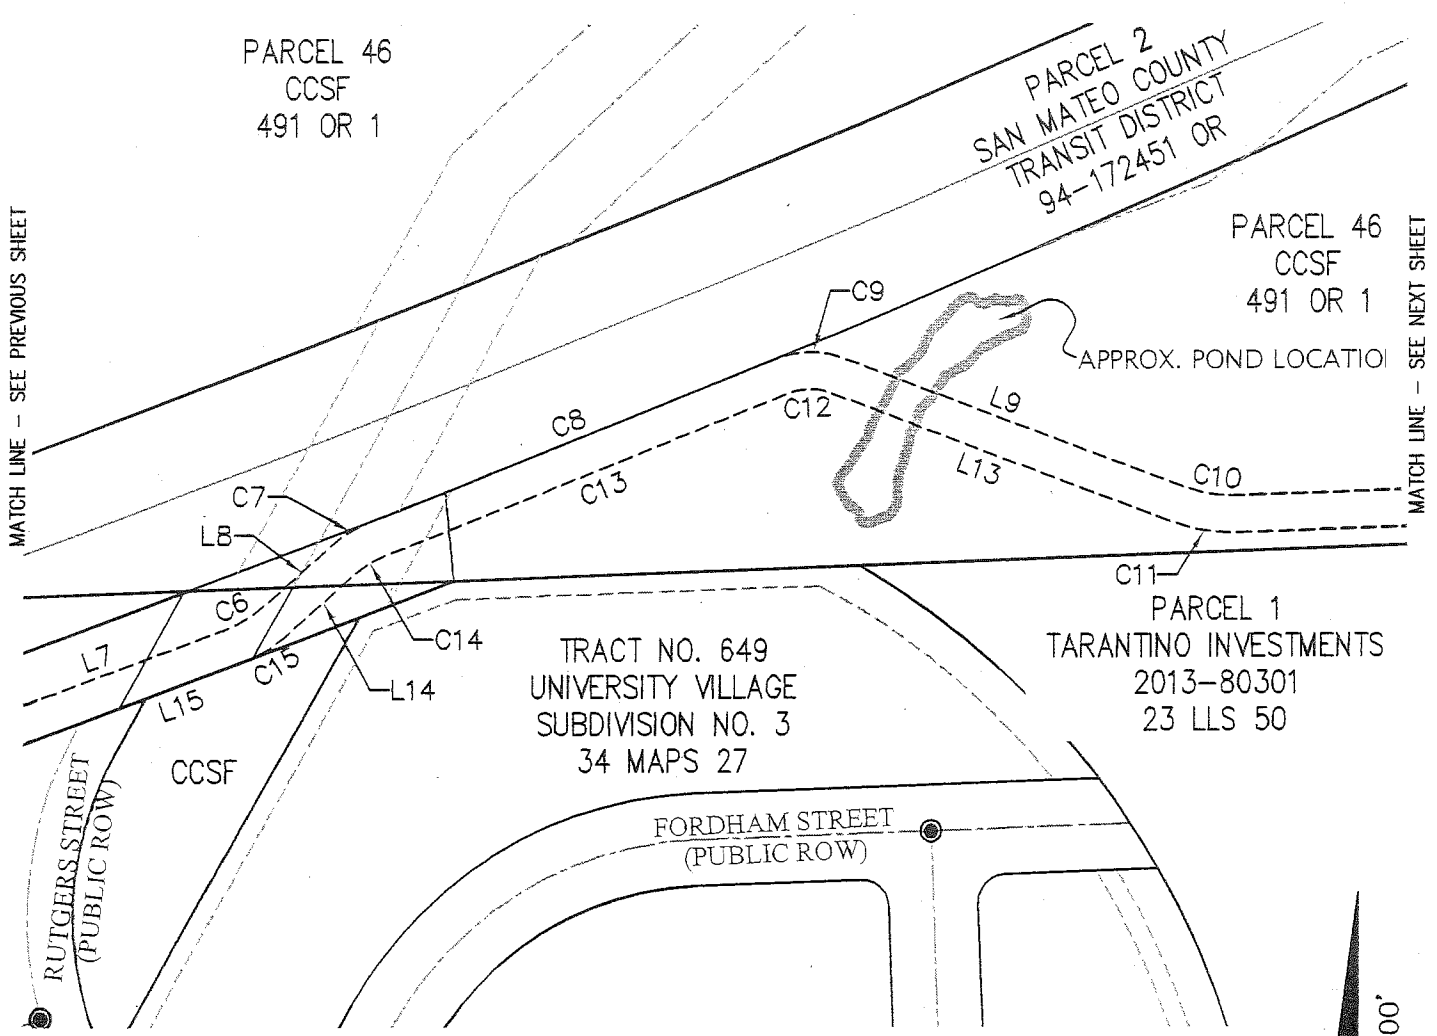 PARCEL 46
CCSF
491 OR 1
PARCEL 2
SAN MATEO COUNTY
TRANSIT DISTRICT
94-172451 OR
PARCEL 46
CCSF
491 OR 1
MATCH LINE - SEE PREVIOUS SHEET
MATCH LINE - SEE NEXT SHEET
C9
APPROX. POND LOCATIO
C12
L9
C8
C13
L13
C10
C7
L8
C11
C6
C14
L7
C15
L14
L15
PARCEL 1
TARANTINO INVESTMENTS
2013-80301
23 LLS 50
TRACT NO. 649
UNIVERSITY VILLAGE
SUBDIVISION NO. 3
34 MAPS 27
CCSF
RUTGERS STREET
(PUBLIC ROW)
FORDHAM STREET
(PUBLIC ROW)
00'